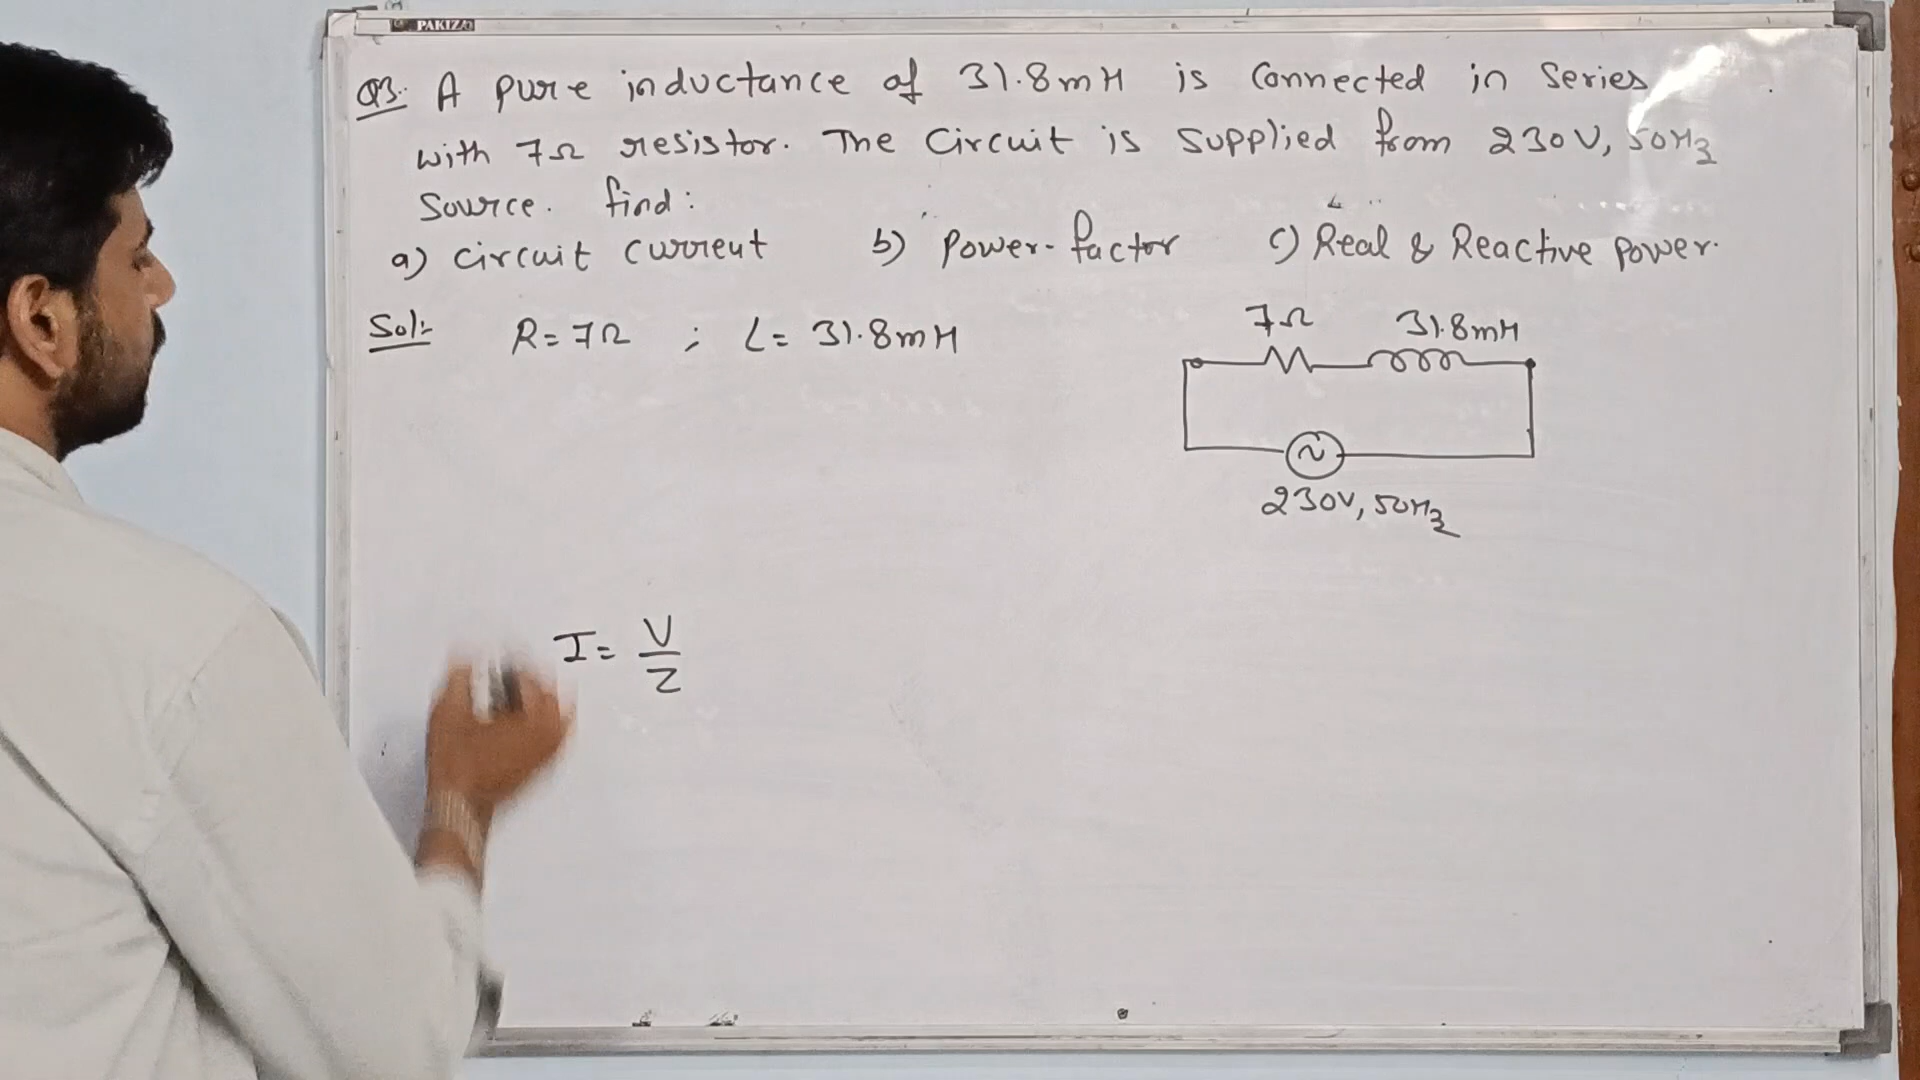 PAKIZA
Q3. A pure inductance of 31.8mH is Connected in Series
with 7Ω resistor. The Circuit is Supplied from 230V, 50Hz
Source. find:
a) circuit current b) Power-factor c) Real & Reactive power.
Sol:- R=7Ω ; L= 31.8mH
7Ω 31.8mH
~
230V, 50Hz
I= V/Z